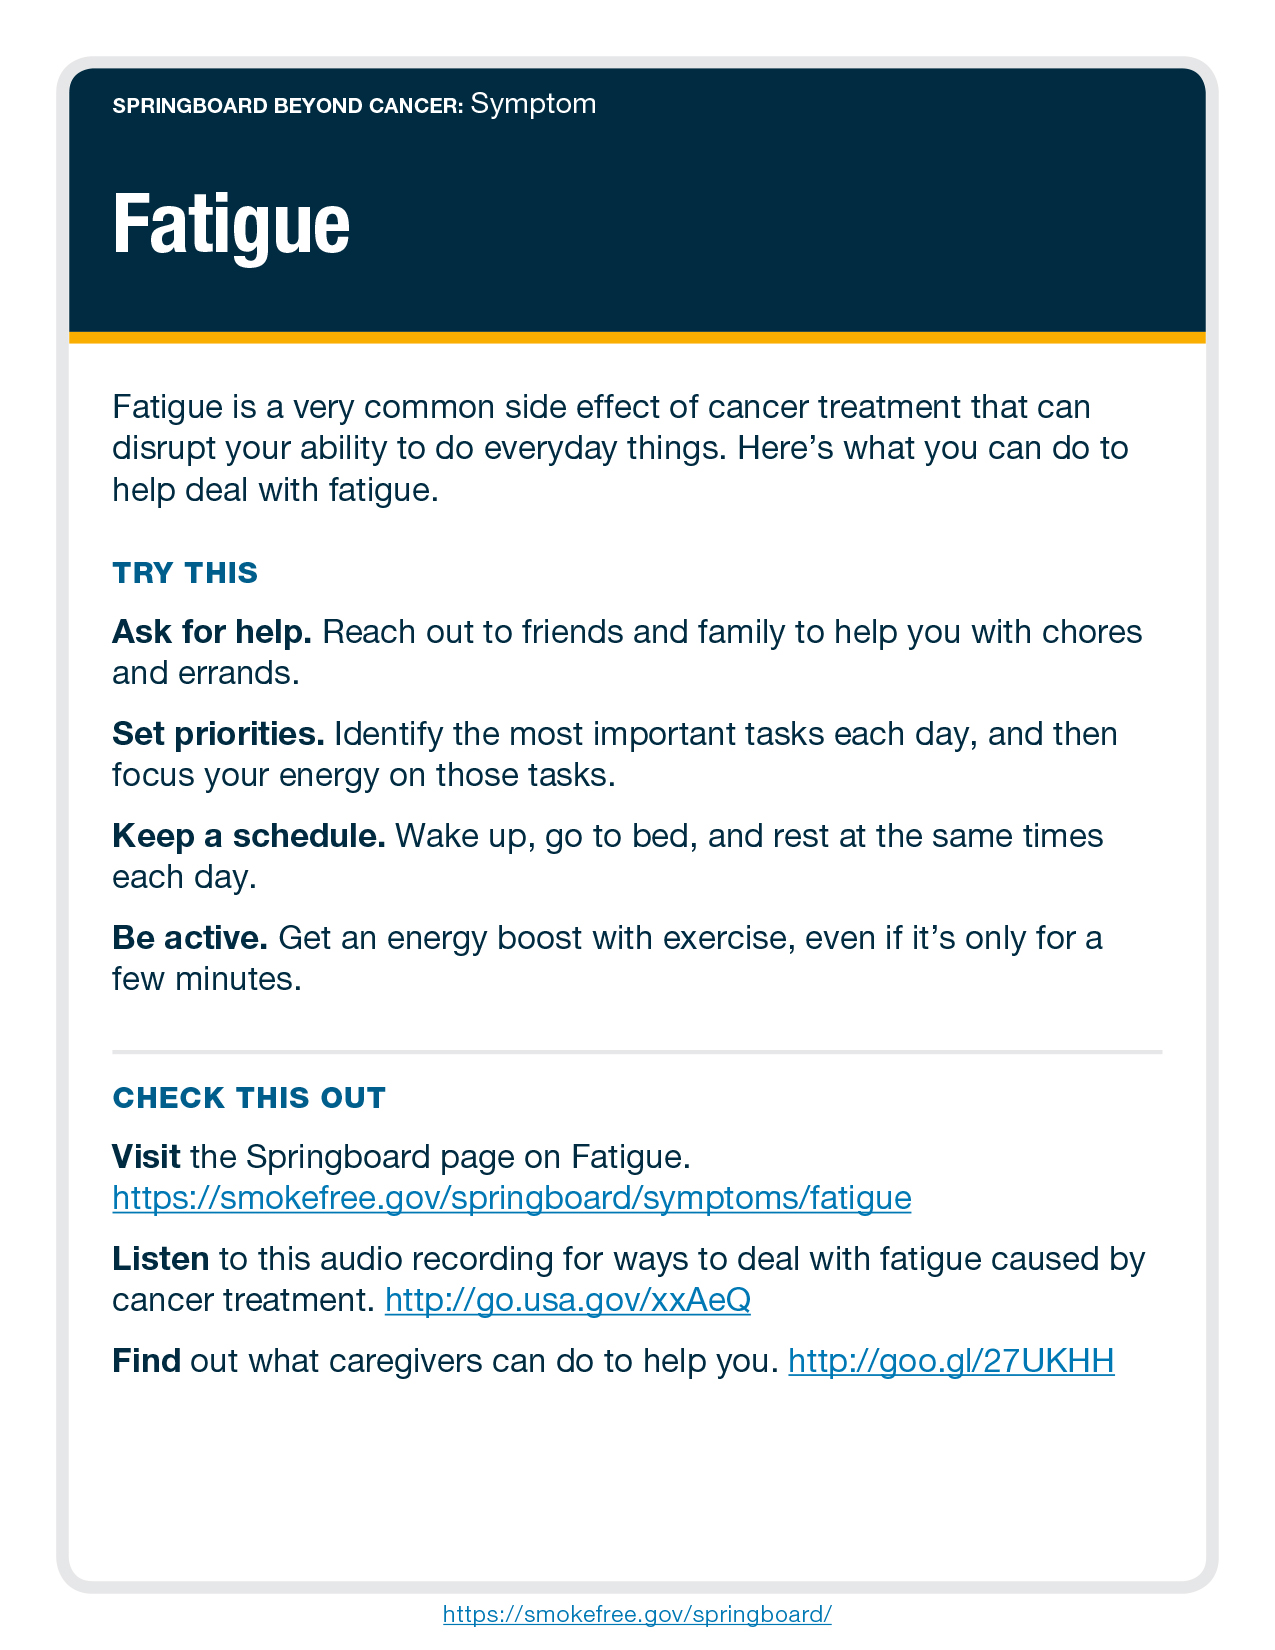 SPRINGBOARD BEYOND CANCER: Symptom
Fatigue
Fatigue is a very common side effect of cancer treatment that can
disrupt your ability to do everyday things. Here’s what you can do to
help deal with fatigue.
TRY THIS
Ask for help. Reach out to friends and family to help you with chores
and errands.
Set priorities. Identify the most important tasks each day, and then
focus your energy on those tasks.
Keep a schedule. Wake up, go to bed, and rest at the same times
each day.
Be active. Get an energy boost with exercise, even if it’s only for a
few minutes.
CHECK THIS OUT
Visit the Springboard page on Fatigue.
https://smokefree.gov/springboard/symptoms/fatigue
Listen to this audio recording for ways to deal with fatigue caused by
cancer treatment. http://go.usa.gov/xxAeQ
Find out what caregivers can do to help you. http://goo.gl/27UKHH
https://smokefree.gov/springboard/